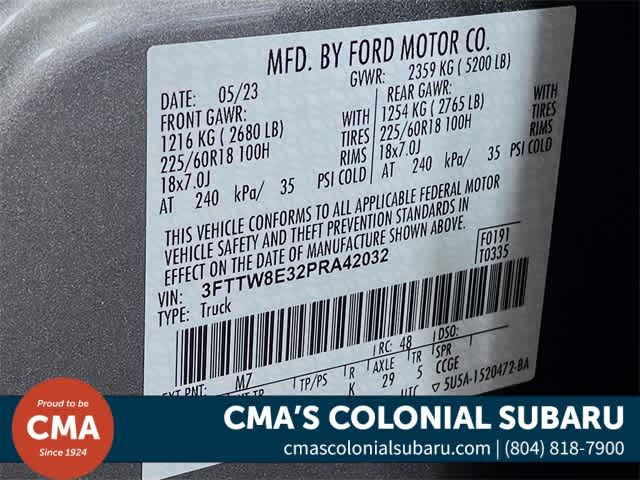 MFD. BY FORD MOTOR CO.
DATE: 05/23
GVWR: 2359 KG ( 5200 LB)
FRONT GAWR:
REAR GAWR:
1216 KG ( 2680 LB) WITH
1254 KG ( 2765 LB) WITH
225/60R18 100H TIRES
225/60R18 100H TIRES
18x7.0J RIMS
18x7.0J RIMS
AT 240 kPa/ 35 PSI COLD
AT 240 kPa/ 35 PSI COLD
THIS VEHICLE CONFORMS TO ALL APPLICABLE FEDERAL MOTOR
VEHICLE SAFETY AND THEFT PREVENTION STANDARDS IN
EFFECT ON THE DATE OF MANUFACTURE SHOWN ABOVE.
F0191
T0335
VIN: 3FTTW8E32PRA42032
TYPE: Truck
EXT PNT: M7
RC: 48
DSO:
TP/PS
R
AXLE
TR
SPR
K
29
5
CCGE
UTC
5U5A-1520472-BA
Proud to be
CMA
Since 1924
CMA'S COLONIAL SUBARU
cmascolonialsubaru.com | (804) 818-7900